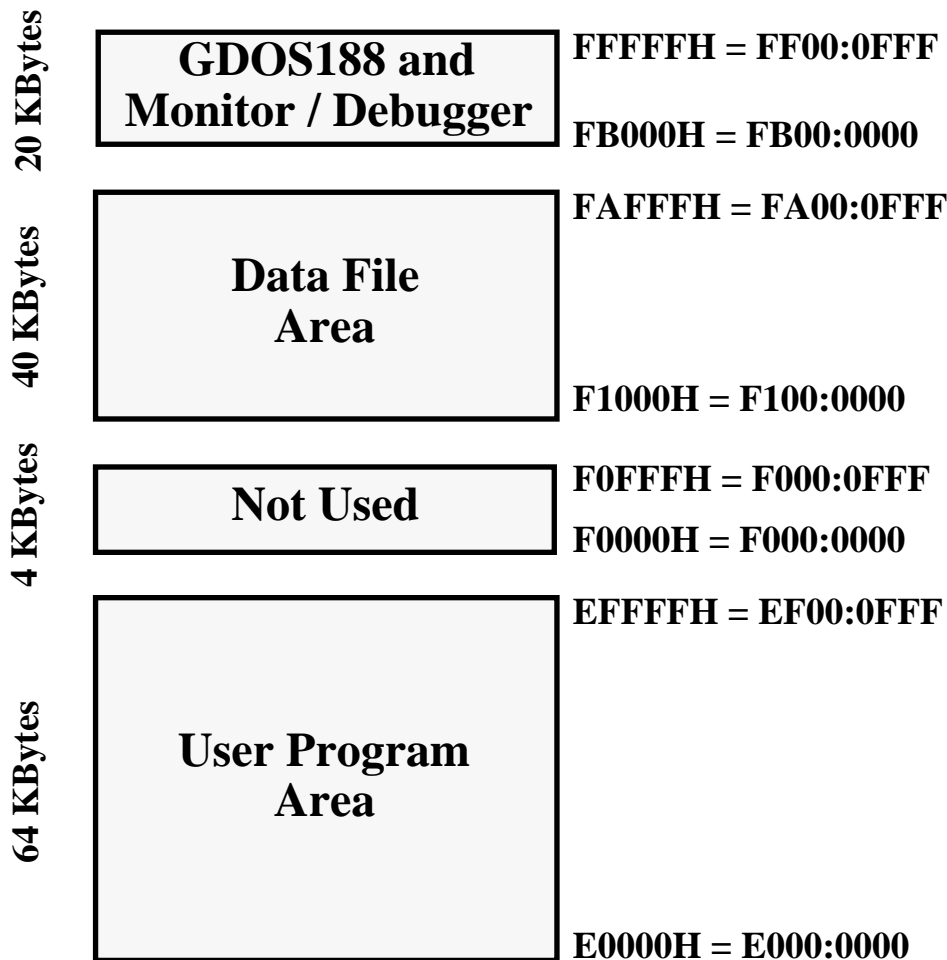 20 KBytes
GDOS188 and
Monitor / Debugger
FFFFFH = FF00:0FFF
FB000H = FB00:0000
40 KBytes
Data File
Area
FAFFFH = FA00:0FFF
F1000H = F100:0000
4 KBytes
Not Used
F0FFFH = F000:0FFF
F0000H = F000:0000
64 KBytes
User Program
Area
EFFFFH = EF00:0FFF
E0000H = E000:0000